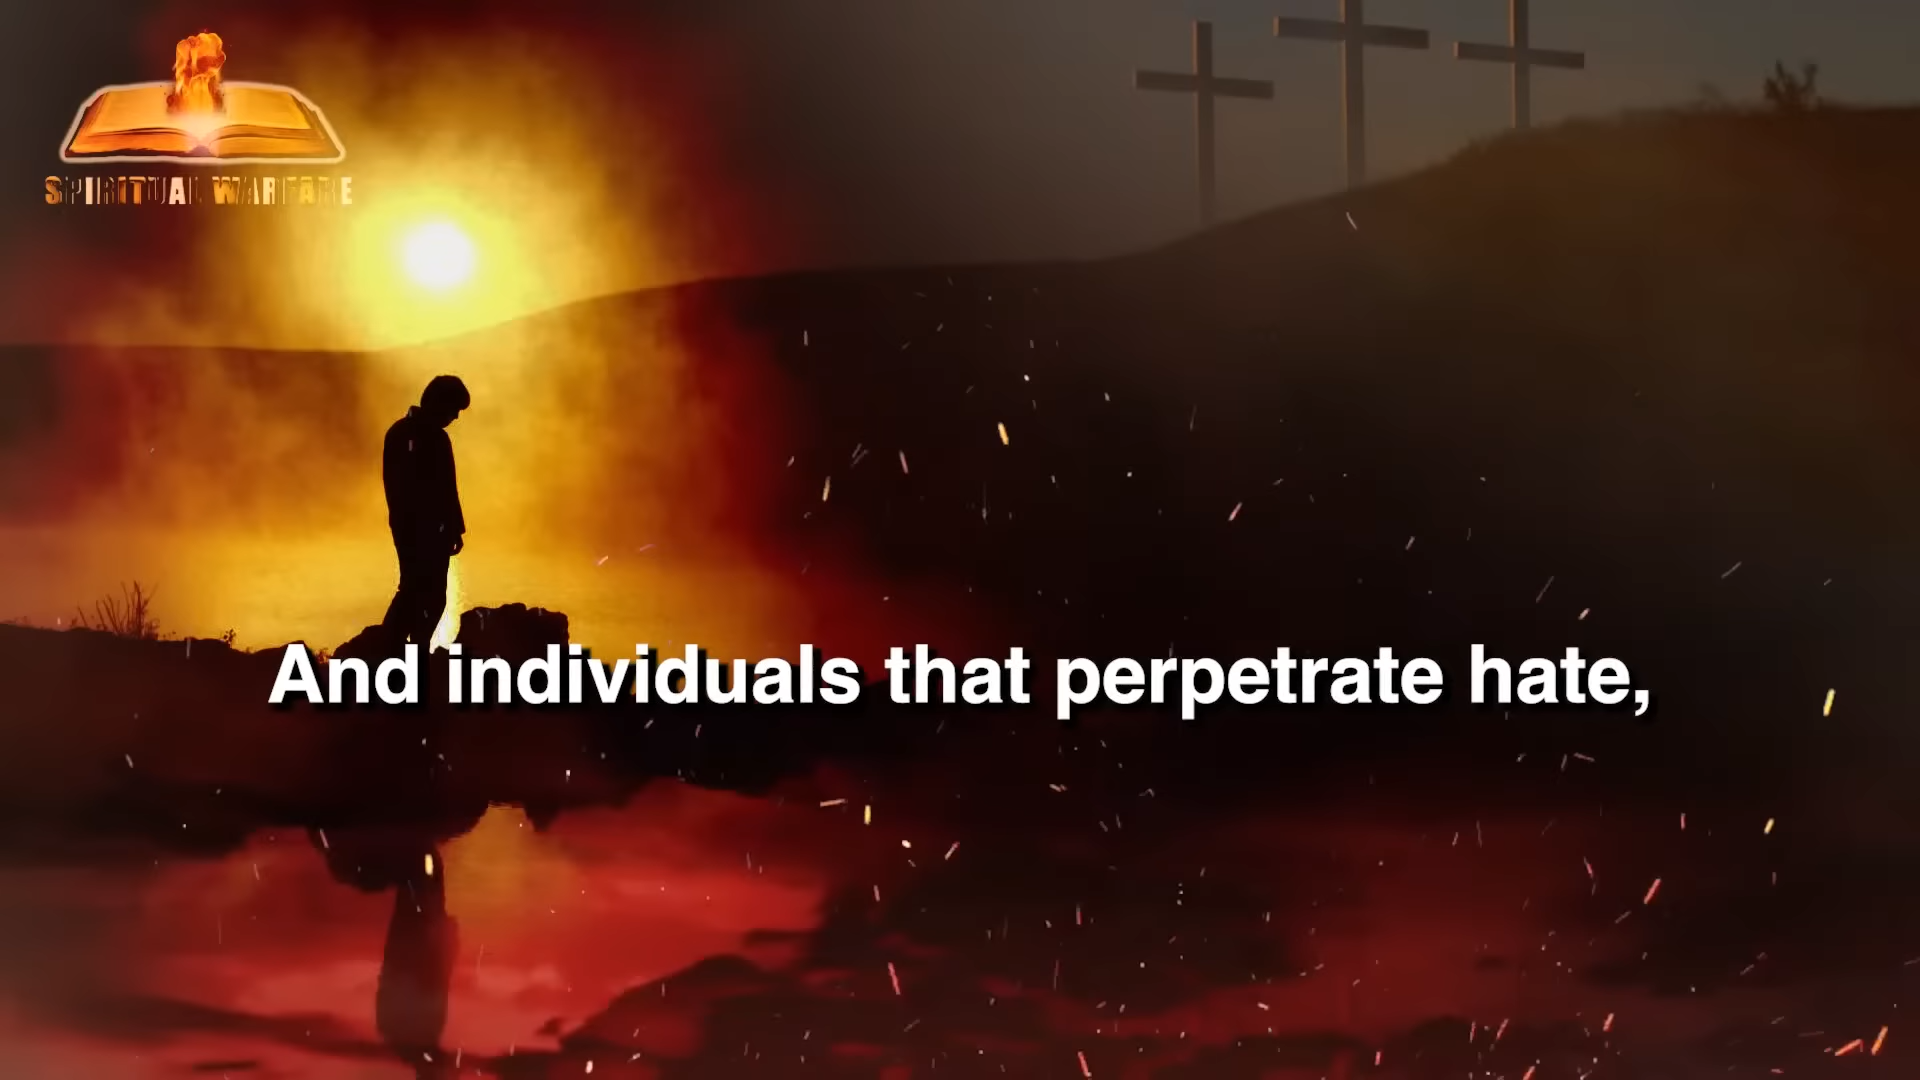 SPIRITUAL WARFARE
And individuals that perpetrate hate,